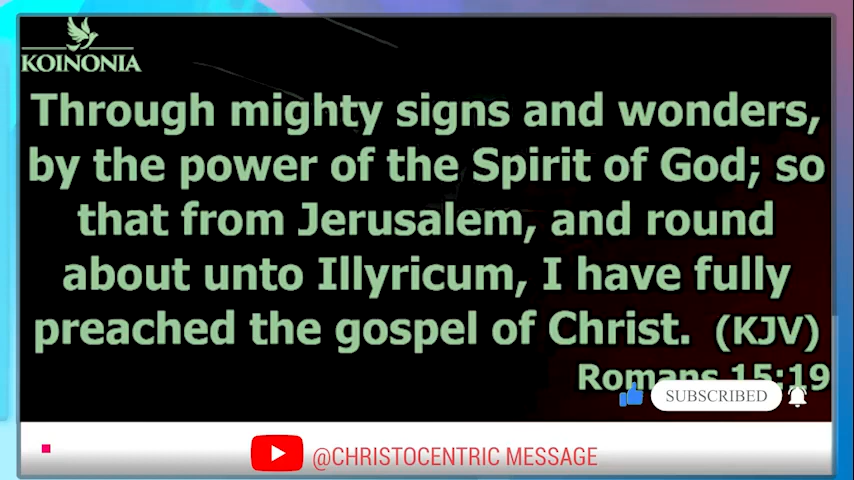 KOINONIA
Through mighty signs and wonders,
by the power of the Spirit of God; so
that from Jerusalem, and round
about unto Illyricum, I have fully
preached the gospel of Christ. (KJV)
Romans 15:19
SUBSCRIBED
@CHRISTOCENTRIC MESSAGE